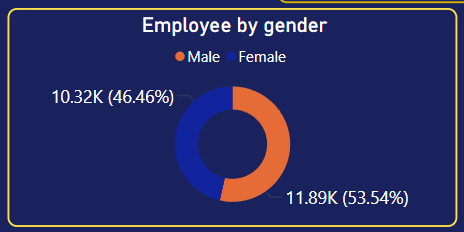 Employee by gender
Male Female
10.32K (46.46%)
11.89K (53.54%)